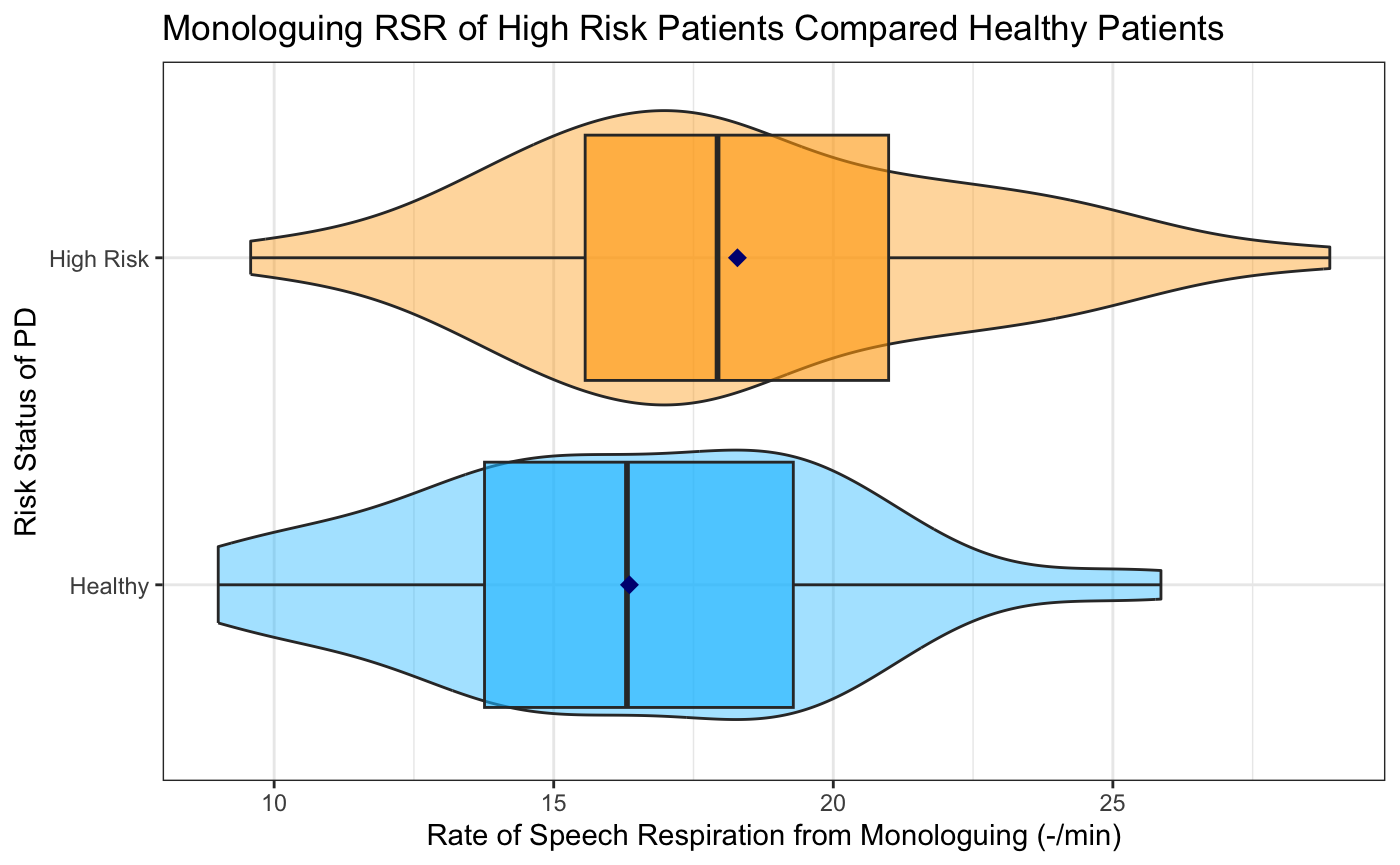 Monologuing RSR of High Risk Patients Compared Healthy Patients
Risk Status of PD
High Risk
Healthy
10 15 20 25
Rate of Speech Respiration from Monologuing (-/min)